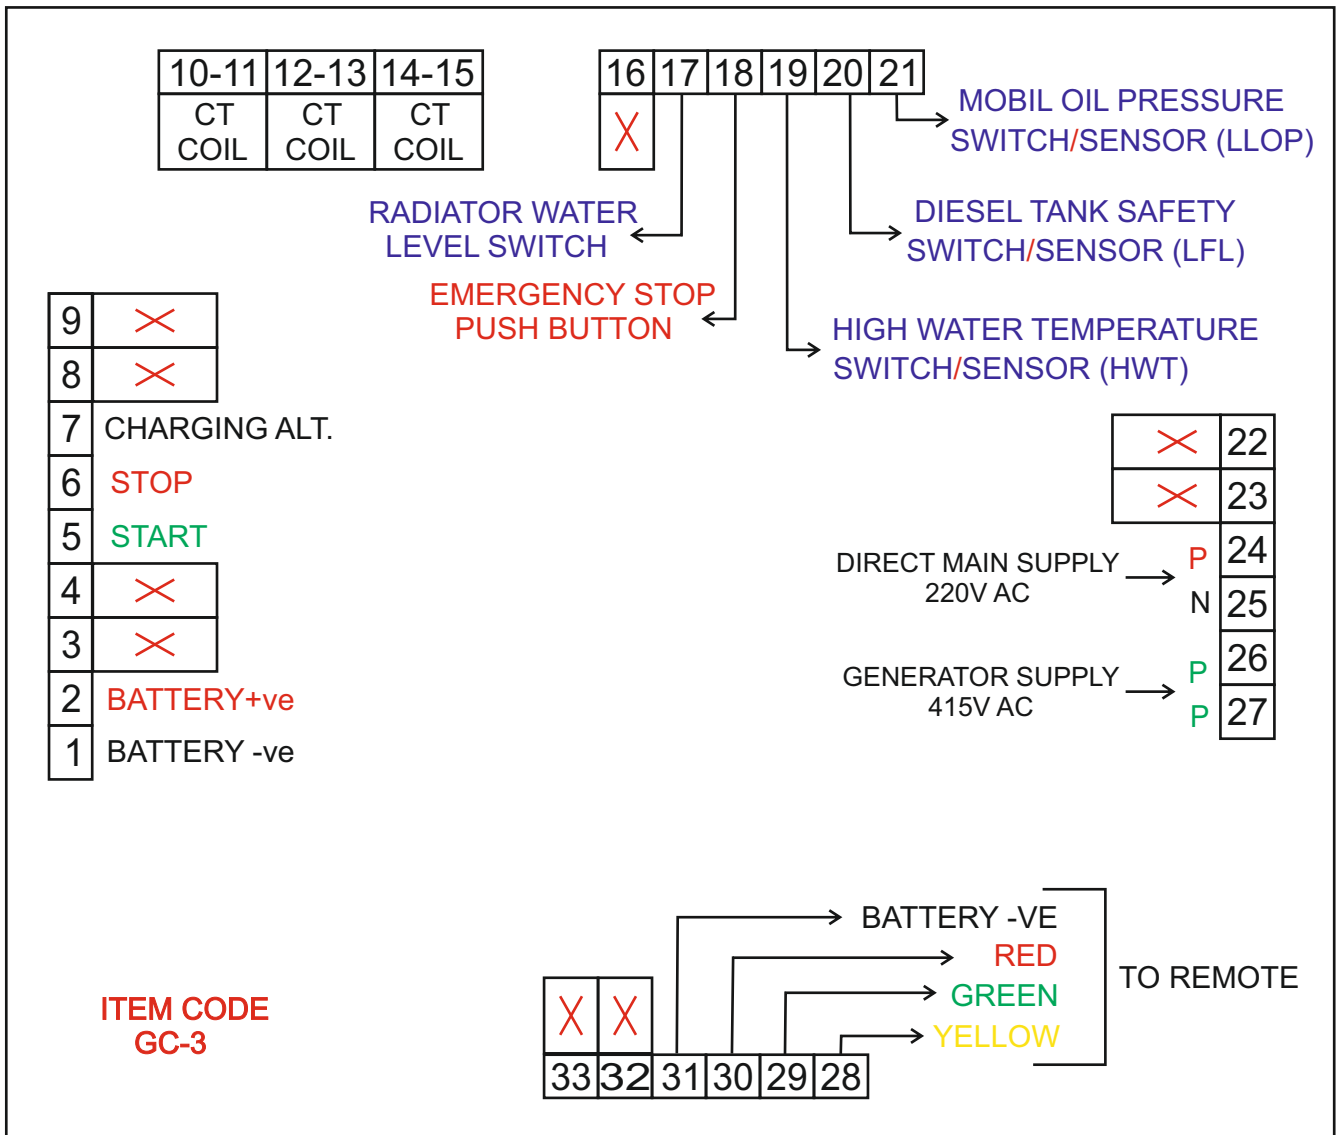 10-11 12-13 14-15
CT CT CT
COIL COIL COIL
16 17 18 19 20 21
MOBIL OIL PRESSURE
SWITCH/SENSOR (LLOP)
RADIATOR WATER
LEVEL SWITCH
DIESEL TANK SAFETY
SWITCH/SENSOR (LFL)
EMERGENCY STOP
PUSH BUTTON
HIGH WATER TEMPERATURE
SWITCH/SENSOR (HWT)
9
8
7 CHARGING ALT.
6 STOP
5 START
4
3
2 BATTERY+ve
1 BATTERY -ve
22
23
DIRECT MAIN SUPPLY
220V AC
P 24
N 25
GENERATOR SUPPLY
415V AC
P 26
P 27
BATTERY -VE
RED
GREEN
YELLOW
TO REMOTE
33 32 31 30 29 28
ITEM CODE
GC-3